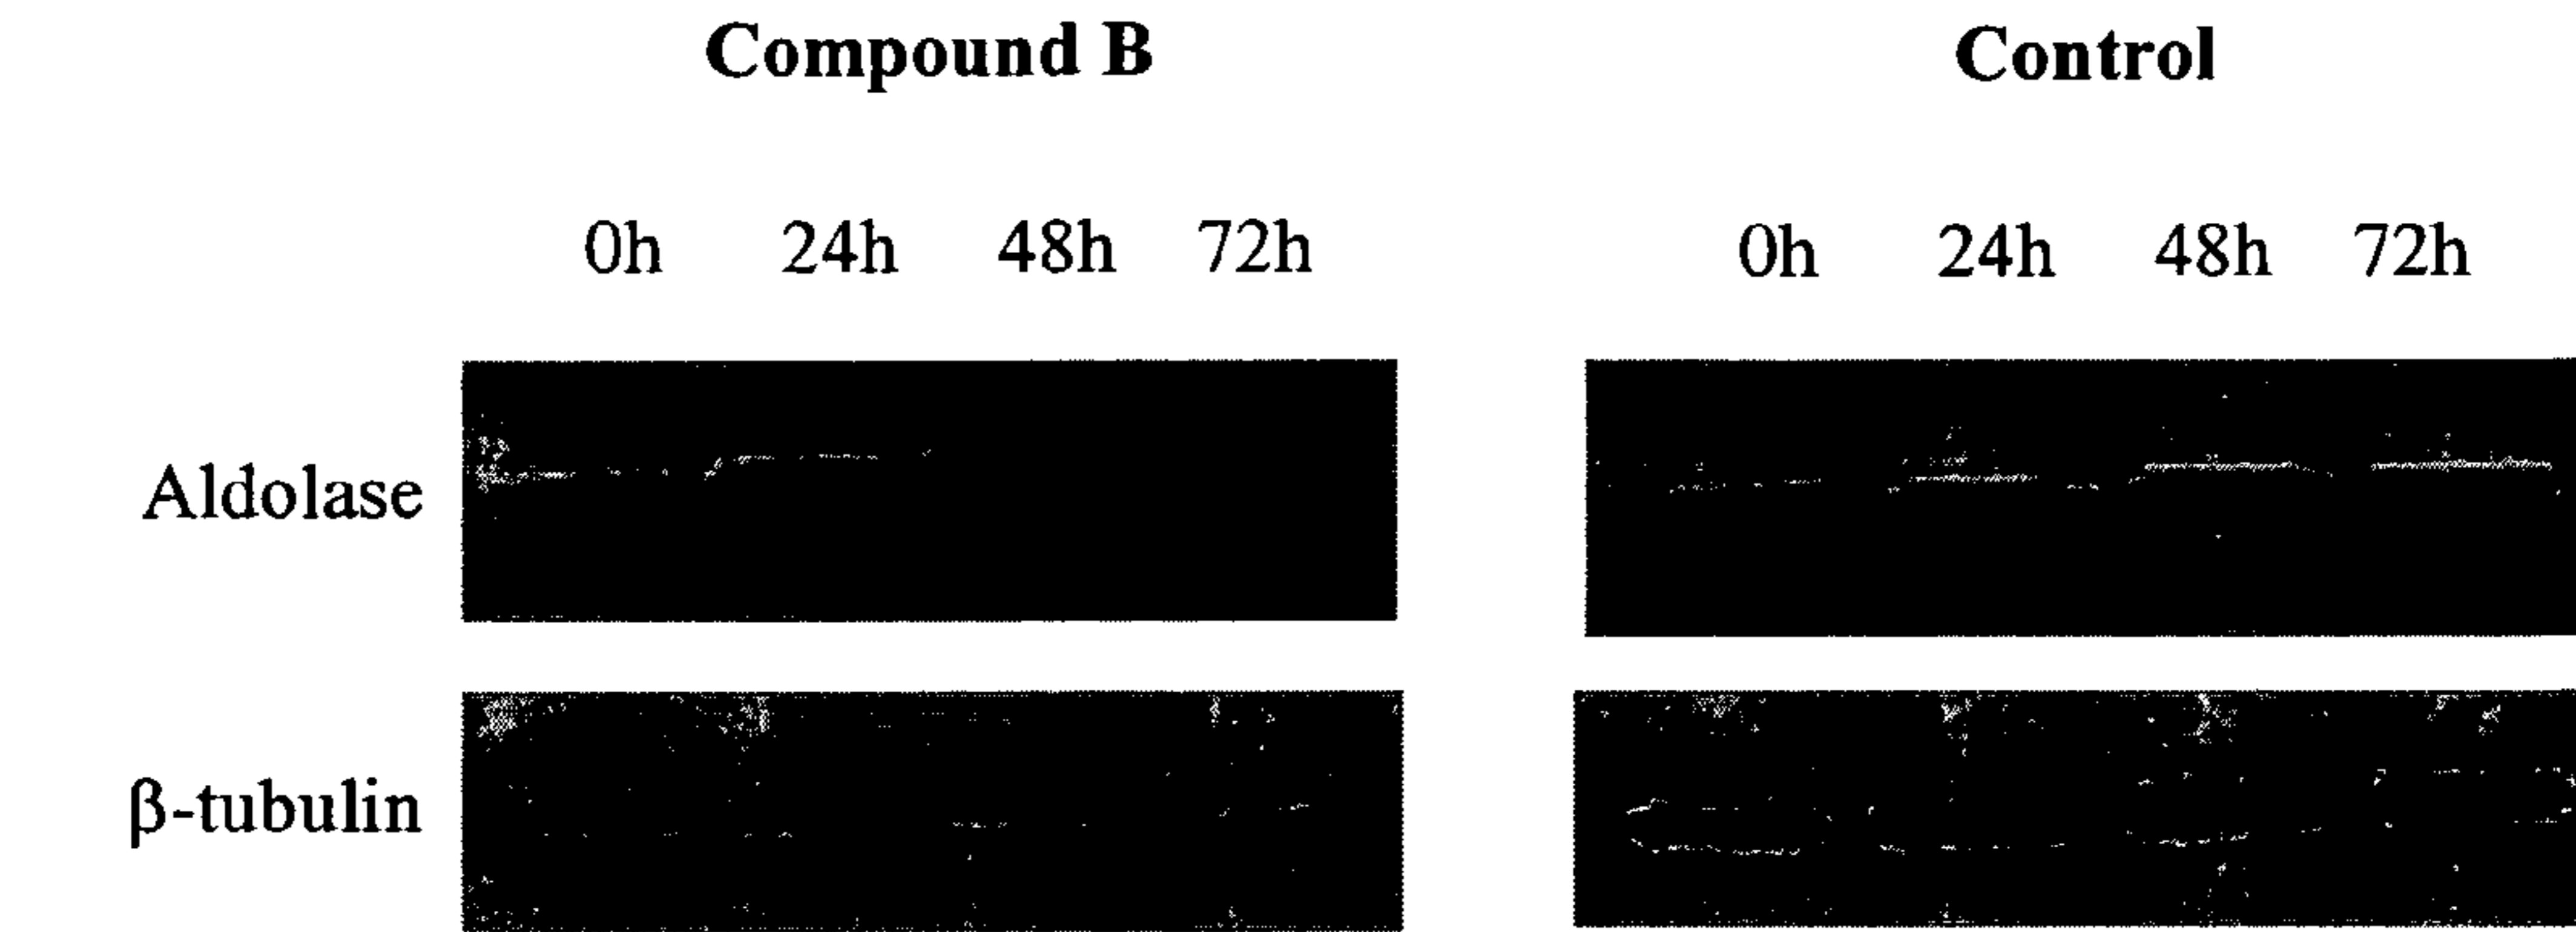 Compound B Control
0h 24h 48h 72h 0h 24h 48h 72h
Aldolase
β-tubulin